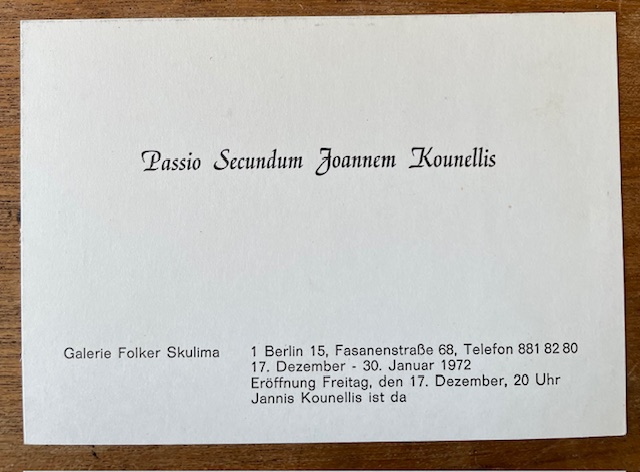 Passio Secundum Joannem Kounellis
Galerie Folker Skulima
1 Berlin 15, Fasanenstraße 68, Telefon 881 82 80
17. Dezember - 30. Januar 1972
Eröffnung Freitag, den 17. Dezember, 20 Uhr
Jannis Kounellis ist da